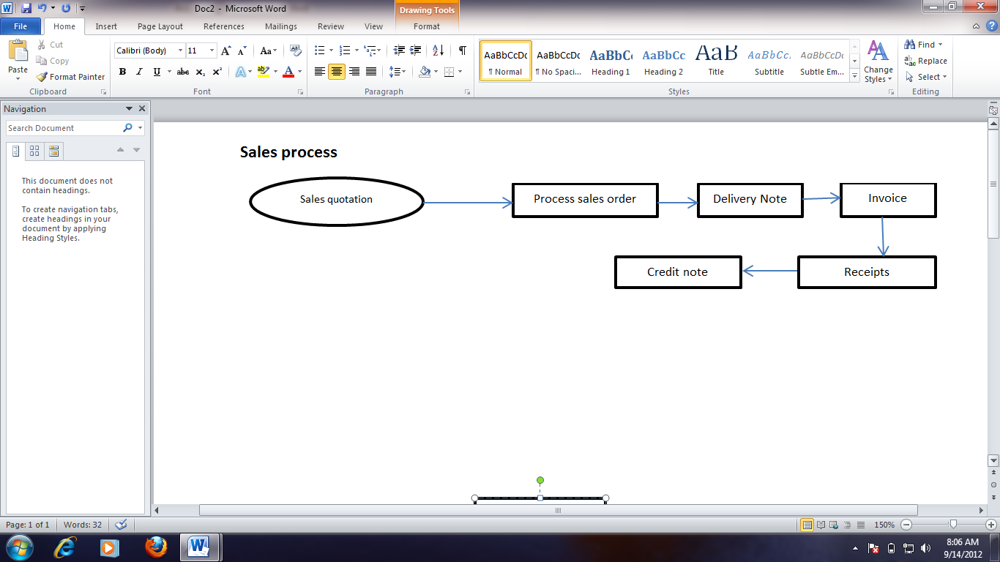 Doc2 - Microsoft Word
Drawing Tools
File Home Insert Page Layout References Mailings Review View Format
Paste
Cut
Copy
Format Painter
Clipboard
Calibri (Body) 11
Aa
B I U abc x₂ x²
A ab A
Font
Paragraph
AaBbCcDc AaBbCcDc AaBbCc AaBbCc AaB AaBbCc. AaBbCcDc
¶ Normal ¶ No Spaci... Heading 1 Heading 2 Title Subtitle Subtle Em...
Change Styles
Styles
Find
Replace
Select
Editing
Navigation
Search Document
This document does not
contain headings.
To create navigation tabs,
create headings in your
document by applying
Heading Styles.
Sales process
Sales quotation
Process sales order
Delivery Note
Invoice
Credit note
Receipts
Page: 1 of 1 Words: 32
150%
8:06 AM
9/14/2012